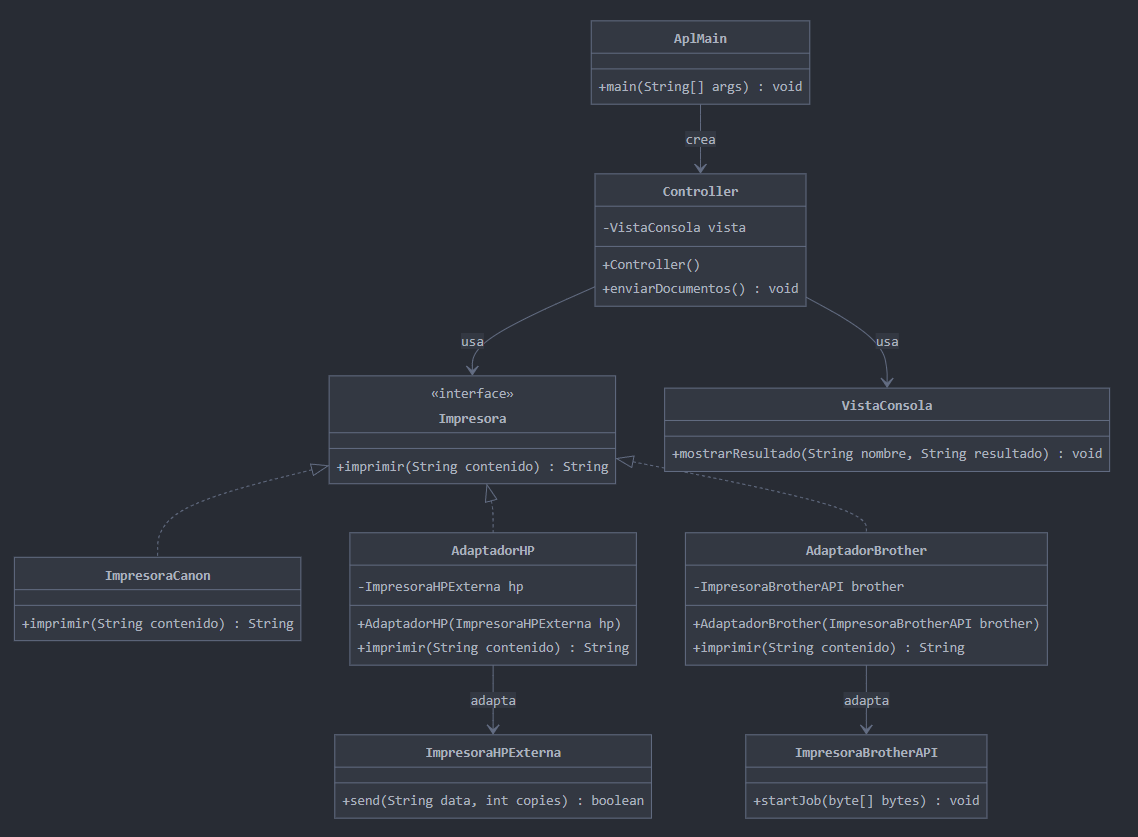 AplMain
+main(String[] args) : void
crea
Controller
-VistaConsola vista
+Controller()
+enviarDocumentos() : void
usa
usa
«interface»
Impresora
+imprimir(String contenido) : String
VistaConsola
+mostrarResultado(String nombre, String resultado) : void
ImpresoraCanon
+imprimir(String contenido) : String
AdaptadorHP
-ImpresoraHPExterna hp
+AdaptadorHP(ImpresoraHPExterna hp)
+imprimir(String contenido) : String
AdaptadorBrother
-ImpresoraBrotherAPI brother
+AdaptadorBrother(ImpresoraBrotherAPI brother)
+imprimir(String contenido) : String
adapta
adapta
ImpresoraHPExterna
+send(String data, int copies) : boolean
ImpresoraBrotherAPI
+startJob(byte[] bytes) : void